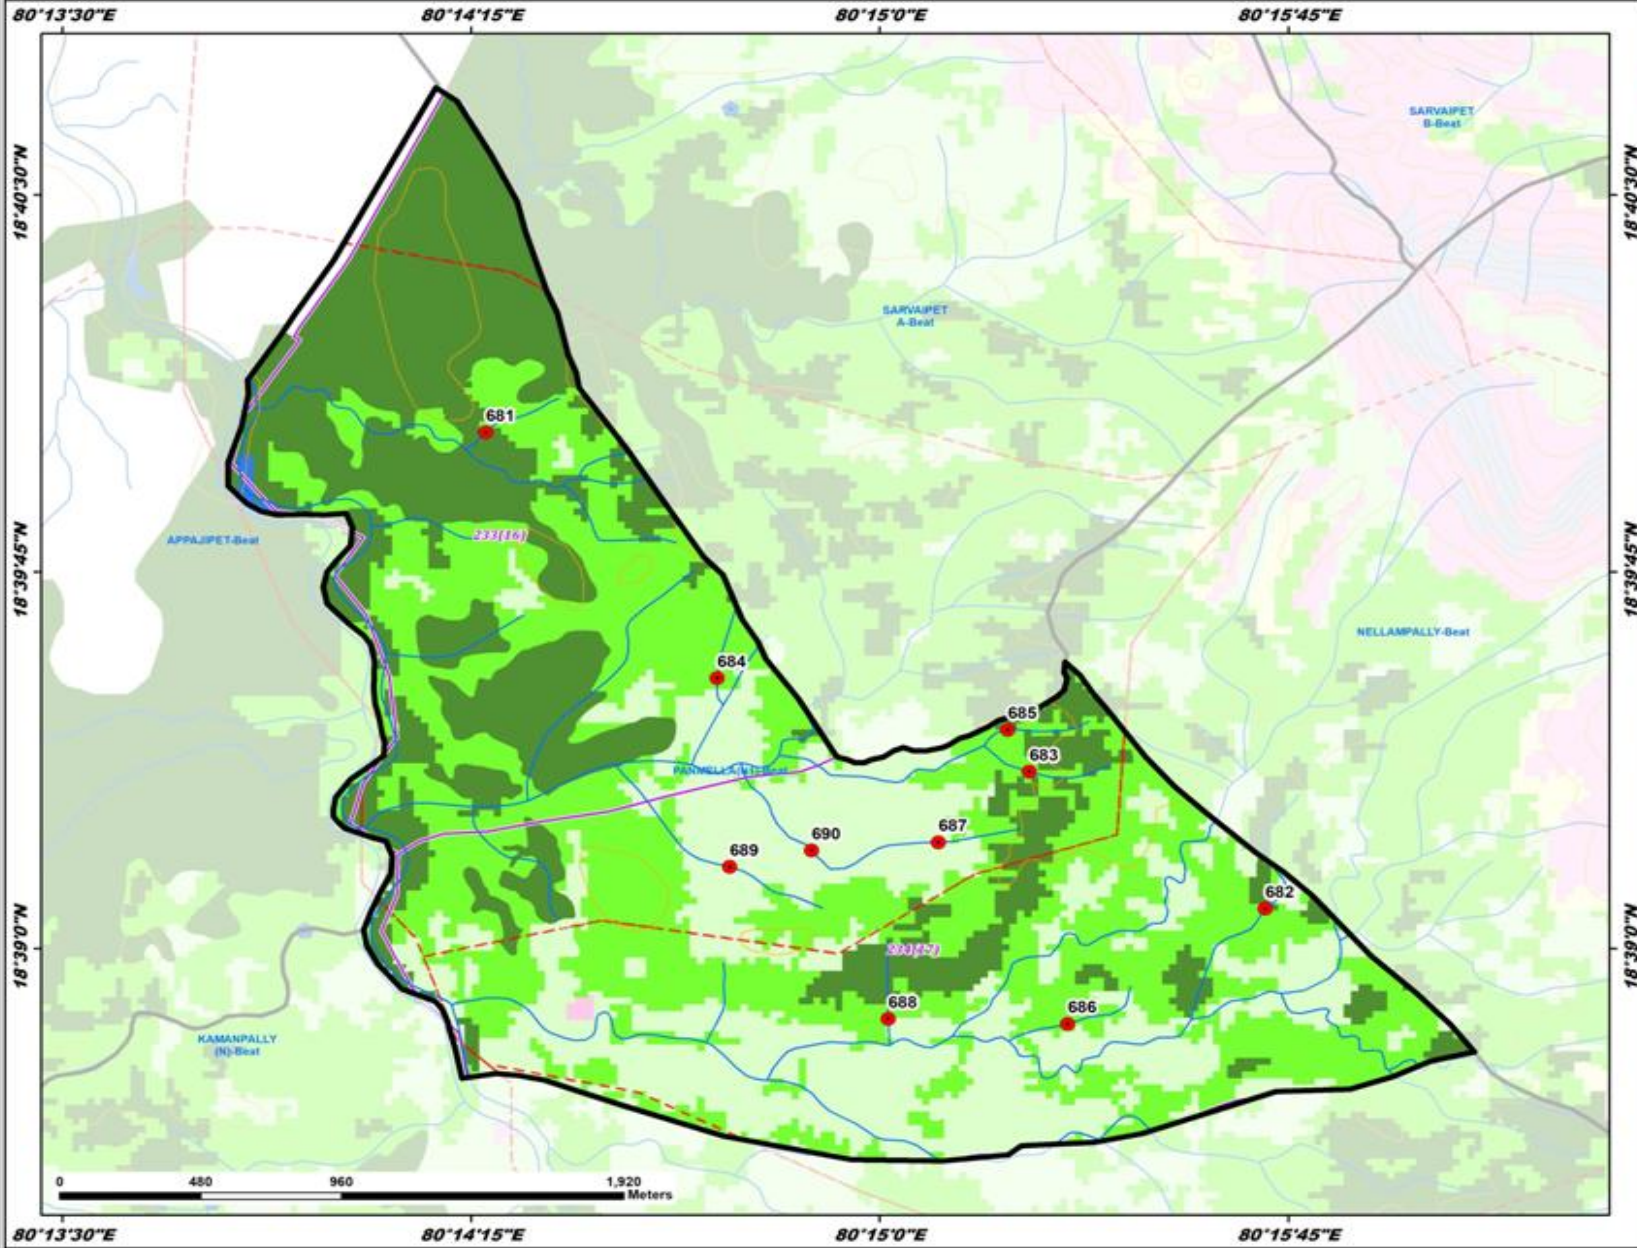 80°13'30"E 80°14'15"E 80°15'0"E 80°15'45"E
SARVAIPET
B-Beat
18°40'30"N
18°40'30"N
SARVAIPET
A-Beat
681
233(16)
APPAJIPET-Beat
18°39'45"N
18°39'45"N
NELLAMPALLY-Beat
684
685
683
690
687
689
682
18°39'0"N
18°39'0"N
234(17)
688
686
KAMANPALLY
(N)-Beat
0 480 960 1,920
Meters
80°13'30"E 80°14'15"E 80°15'0"E 80°15'45"E